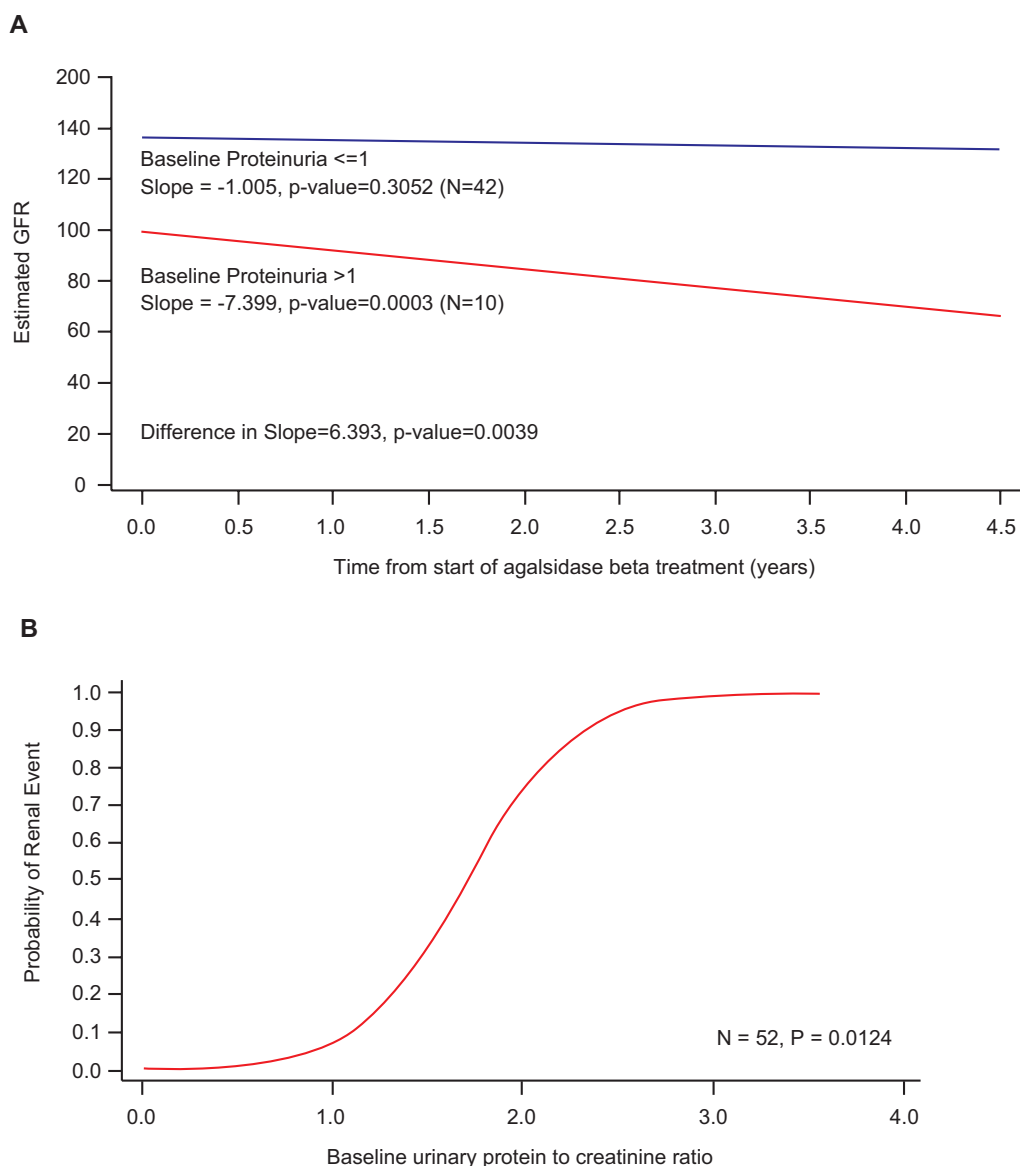 A
200
140
120
100
80
60
40
20
0
Estimated GFR
Baseline Proteinuria <=1
Slope = -1.005, p-value=0.3052 (N=42)
Baseline Proteinuria >1
Slope = -7.399, p-value=0.0003 (N=10)
Difference in Slope=6.393, p-value=0.0039
0.0 0.5 1.0 1.5 2.0 2.5 3.0 3.5 4.0 4.5
Time from start of agalsidase beta treatment (years)
B
1.0
0.9
0.8
0.7
0.6
0.5
0.4
0.3
0.2
0.1
0.0
Probability of Renal Event
N = 52, P = 0.0124
0.0 1.0 2.0 3.0 4.0
Baseline urinary protein to creatinine ratio